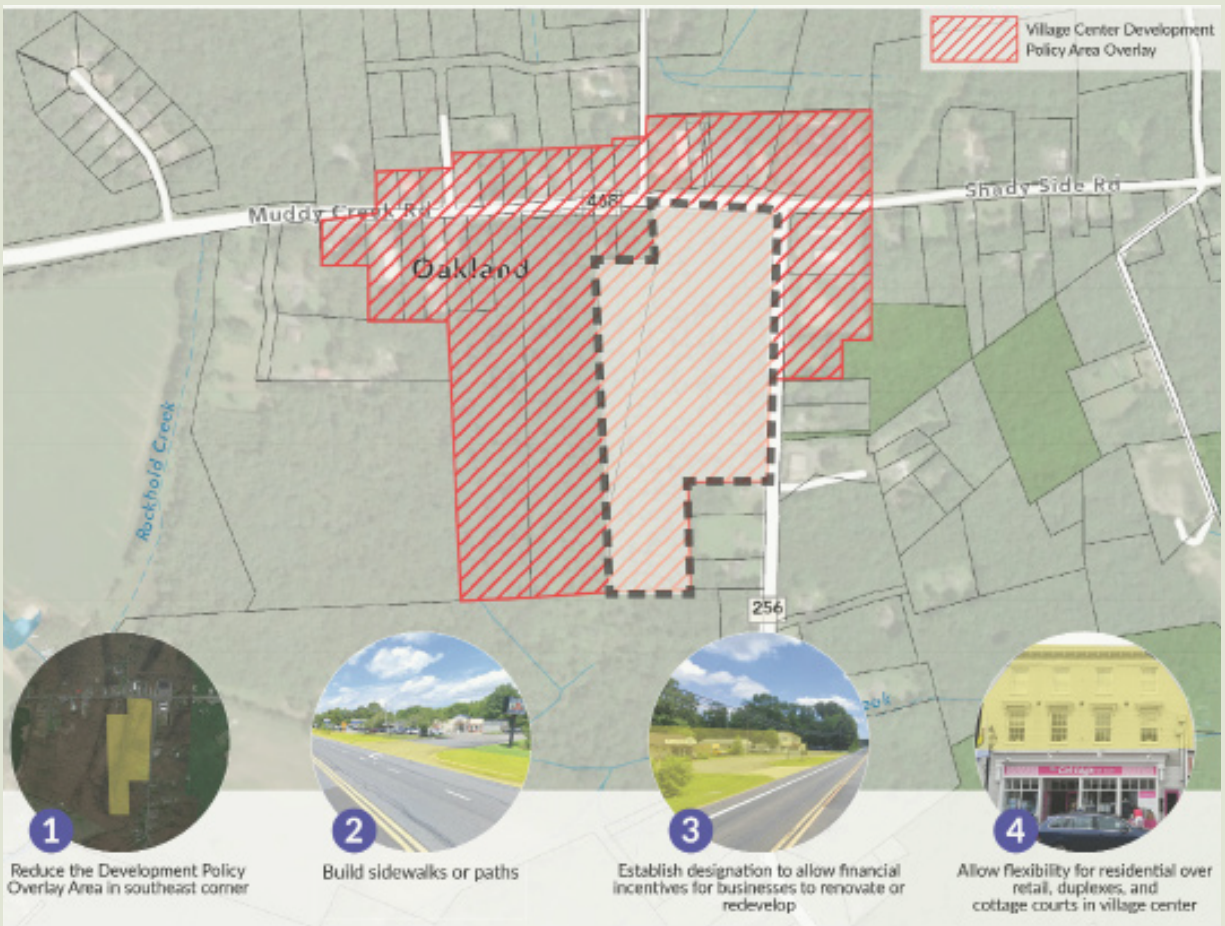 Village Center Development
Policy Area Overlay
Shady Side Rd
Muddy Creek Rd
468
Oakland
Rockhold Creek
256
1
Reduce the Development Policy
Overlay Area in southeast corner
2
Build sidewalks or paths
3
Establish designation to allow financial
incentives for businesses to renovate or
redevelop
4
Allow flexibility for residential over
retail, duplexes, and
cottage courts in village center